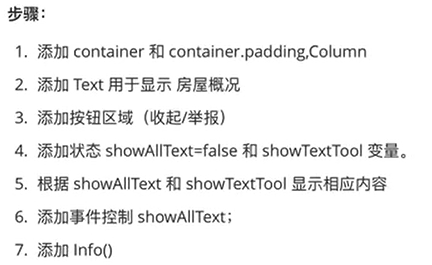 步骤：
1. 添加 container 和 container.padding,Column
2. 添加 Text 用于显示 房屋概况
3. 添加按钮区域（收起/举报）
4. 添加状态 showAllText=false 和 showTextTool 变量。
5. 根据 showAllText 和 showTextTool 显示相应内容
6. 添加事件控制 showAllText；
7. 添加 Info()